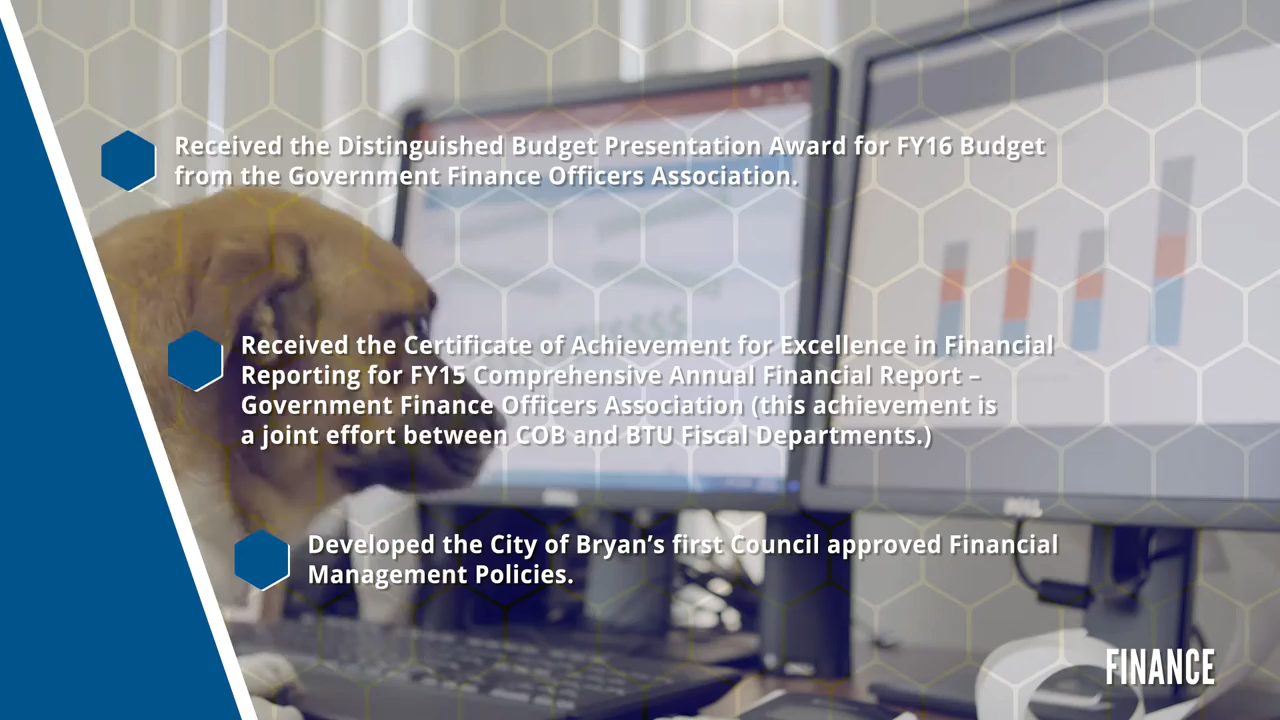 Received the Distinguished Budget Presentation Award for FY16 Budget
from the Government Finance Officers Association.
$$$
Received the Certificate of Achievement for Excellence in Financial
Reporting for FY15 Comprehensive Annual Financial Report –
Government Finance Officers Association (this achievement is
a joint effort between COB and BTU Fiscal Departments.)
DELL
Developed the City of Bryan’s first Council approved Financial
Management Policies.
FINANCE